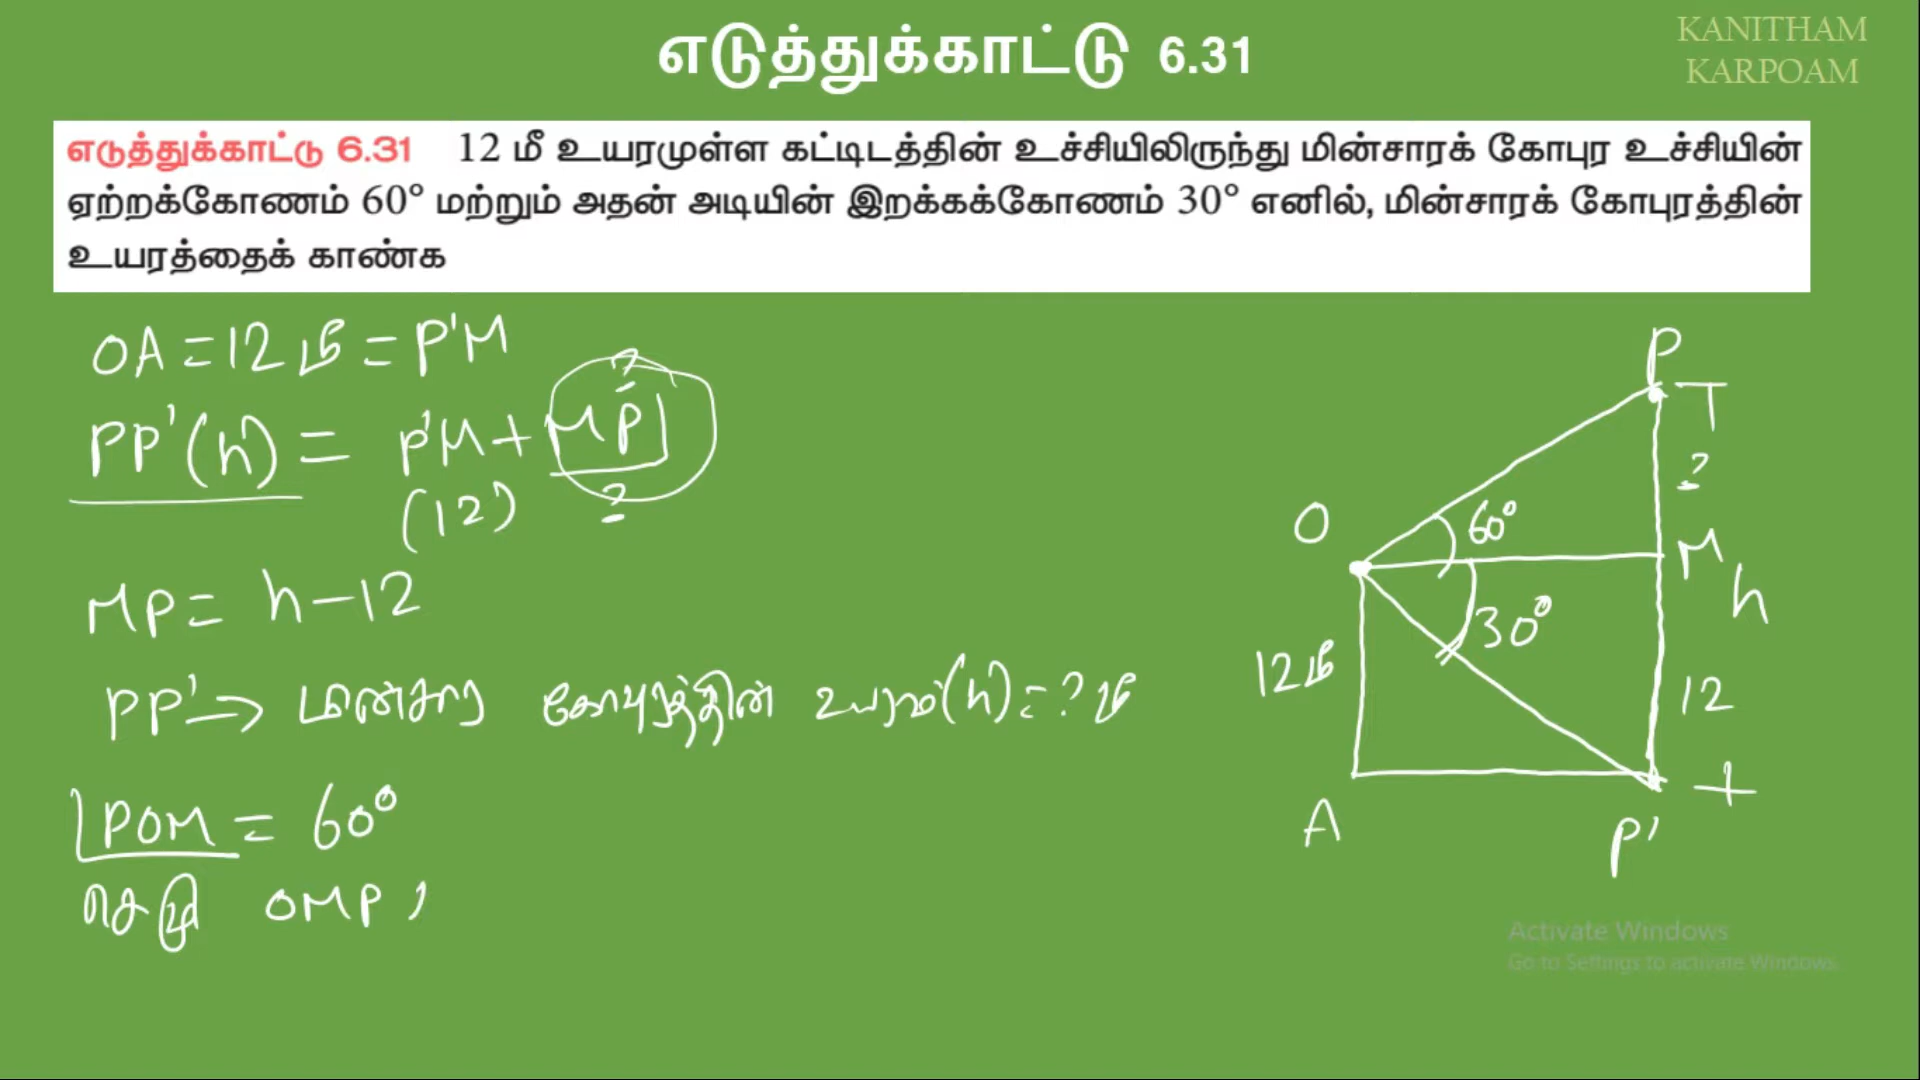 எடுத்துக்காட்டு 6.31
KANITHAM
KARPOAM
எடுத்துக்காட்டு 6.31 12 மீ உயரமுள்ள கட்டிடத்தின் உச்சியிலிருந்து மின்சாரக் கோபுர உச்சியின்
ஏற்றக்கோணம் 60° மற்றும் அதன் அடியின் இறக்கக்கோணம் 30° எனில், மின்சாரக் கோபுரத்தின்
உயரத்தைக் காண்க
OA = 12 மீ = P'M
PP'(h) = P'M + MP ?
(12) ?
MP = h - 12
PP' → மின்சார கோபுரத்தின் உயரம்(h) = ? மீ
∠POM = 60°
செமு OMP,
P
T
?
O
60°
M
h
30°
12மீ
12
A
P'
Activate Windows
Go to Settings to activate Windows.